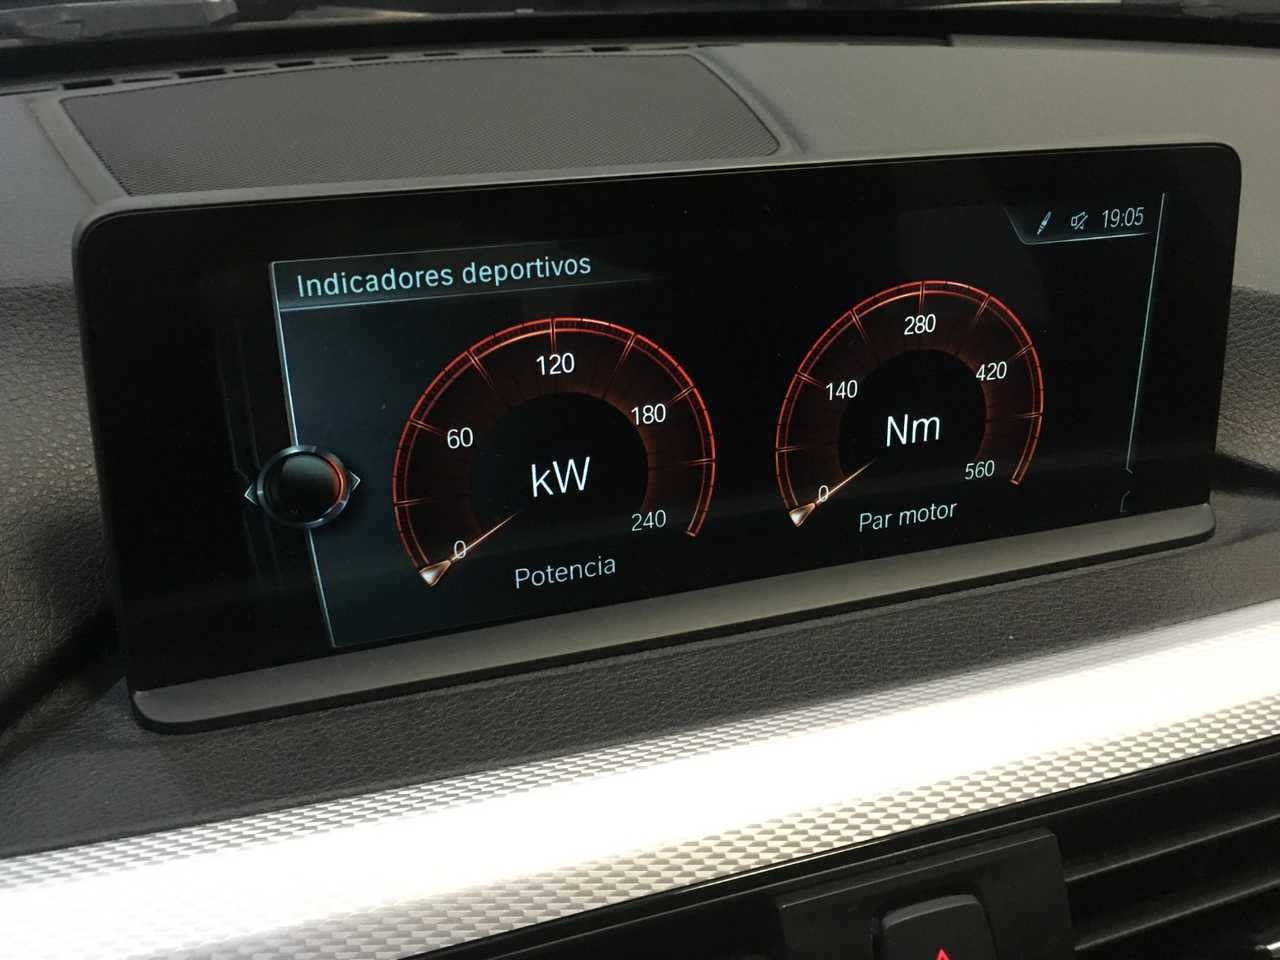 19:05
Indicadores deportivos
0
60
120
180
240
kW
Potencia
0
140
280
420
560
Nm
Par motor